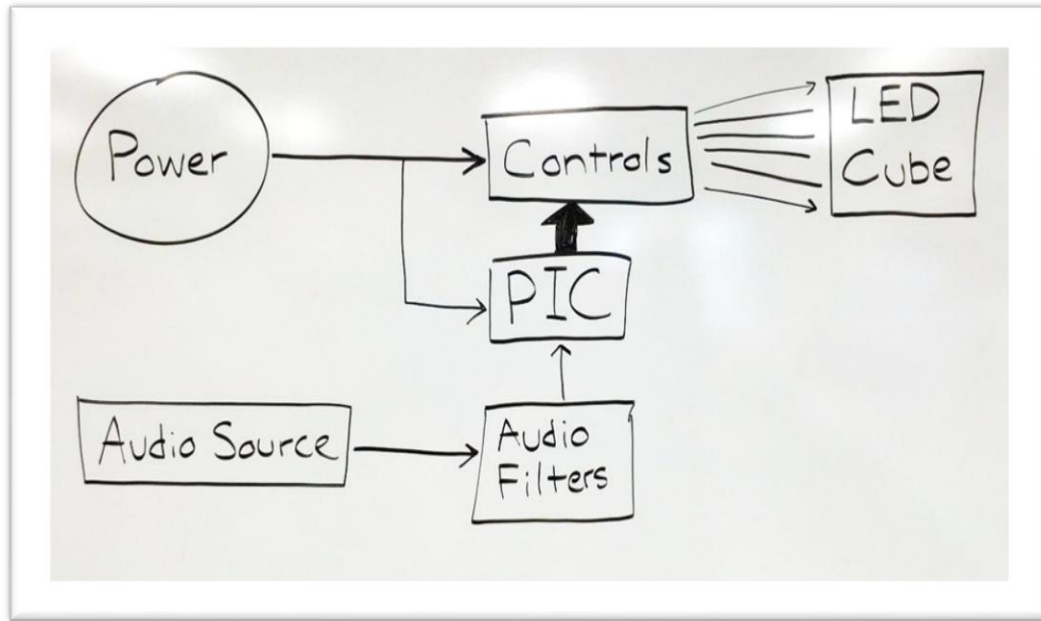 Power
Controls
LED
Cube
PIC
Audio Source
Audio
Filters